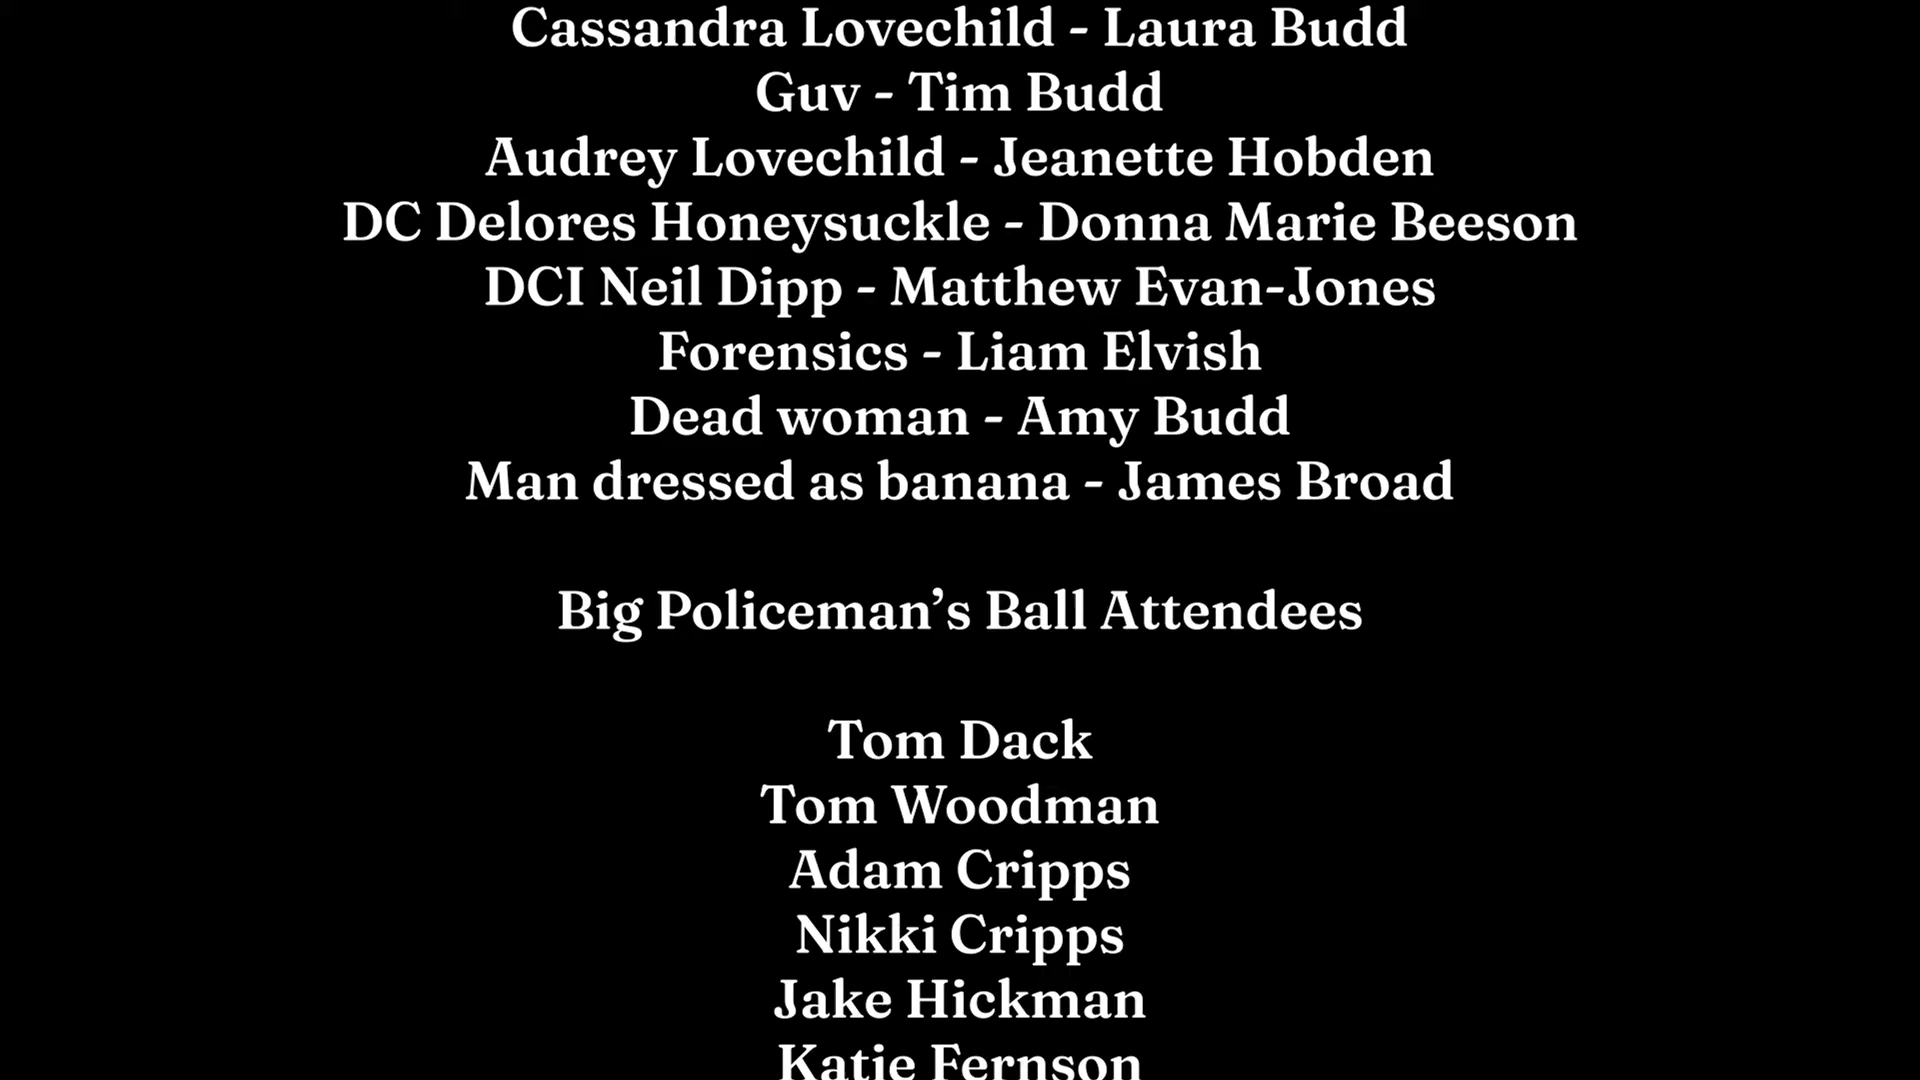 Cassandra Lovechild - Laura Budd
Guv - Tim Budd
Audrey Lovechild - Jeanette Hobden
DC Delores Honeysuckle - Donna Marie Beeson
DCI Neil Dipp - Matthew Evan-Jones
Forensics - Liam Elvish
Dead woman - Amy Budd
Man dressed as banana - James Broad
Big Policeman’s Ball Attendees
Tom Dack
Tom Woodman
Adam Cripps
Nikki Cripps
Jake Hickman
Katie Fernson